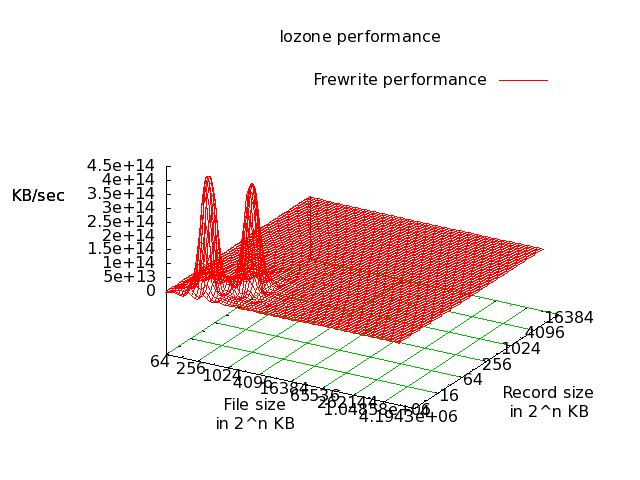 Iozone performance
Frewrite performance
4.5e+14
4e+14
3.5e+14
3e+14
2.5e+14
2e+14
1.5e+14
1e+14
5e+13
0
KB/sec
64
256
1024
4096
16384
65536
262144
1.04858e+06
4.1943e+06
File size
in 2^n KB
4
16
64
256
1024
4096
16384
Record size
in 2^n KB